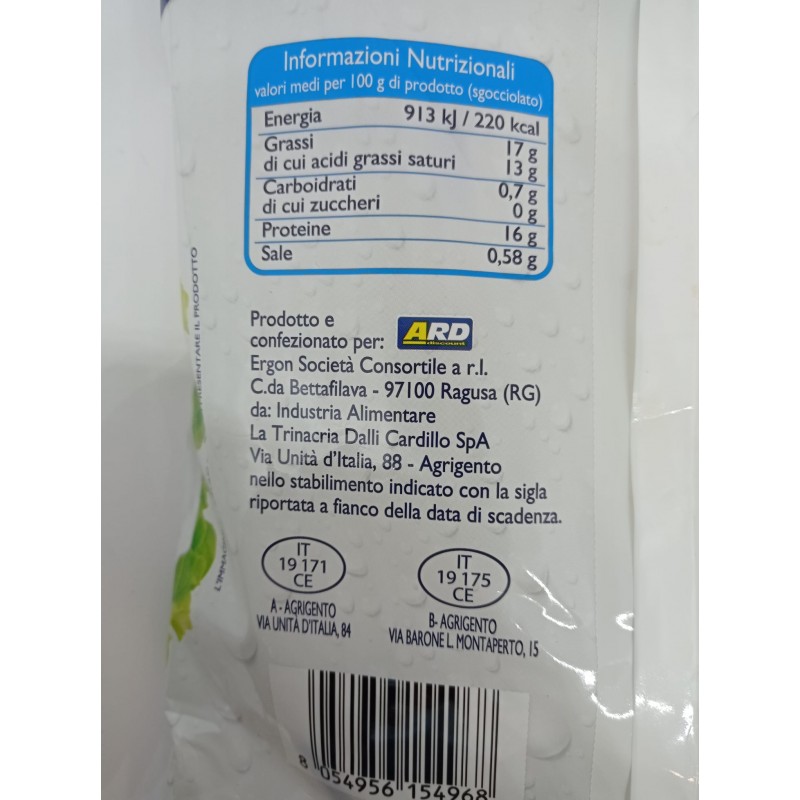 Informazioni Nutrizionali
valori medi per 100 g di prodotto (sgocciolato)
Energia 913 kJ / 220 kcal
Grassi 17 g
di cui acidi grassi saturi 13 g
Carboidrati 0,7 g
di cui zuccheri 0 g
Proteine 16 g
Sale 0,58 g
Prodotto e
confezionato per: ARD discount
Ergon Società Consortile a r.l.
C.da Bettafilava - 97100 Ragusa (RG)
da: Industria Alimentare
La Trinacria Dalli Cardillo SpA
Via Unità d'Italia, 88 - Agrigento
nello stabilimento indicato con la sigla
riportata a fianco della data di scadenza.
IT
19 171
CE
A - AGRIGENTO
VIA UNITÀ D'ITALIA, 84
IT
19 175
CE
B- AGRIGENTO
VIA BARONE L. MONTAPERTO, 15
8 054956 154968
IL PRODOTTO